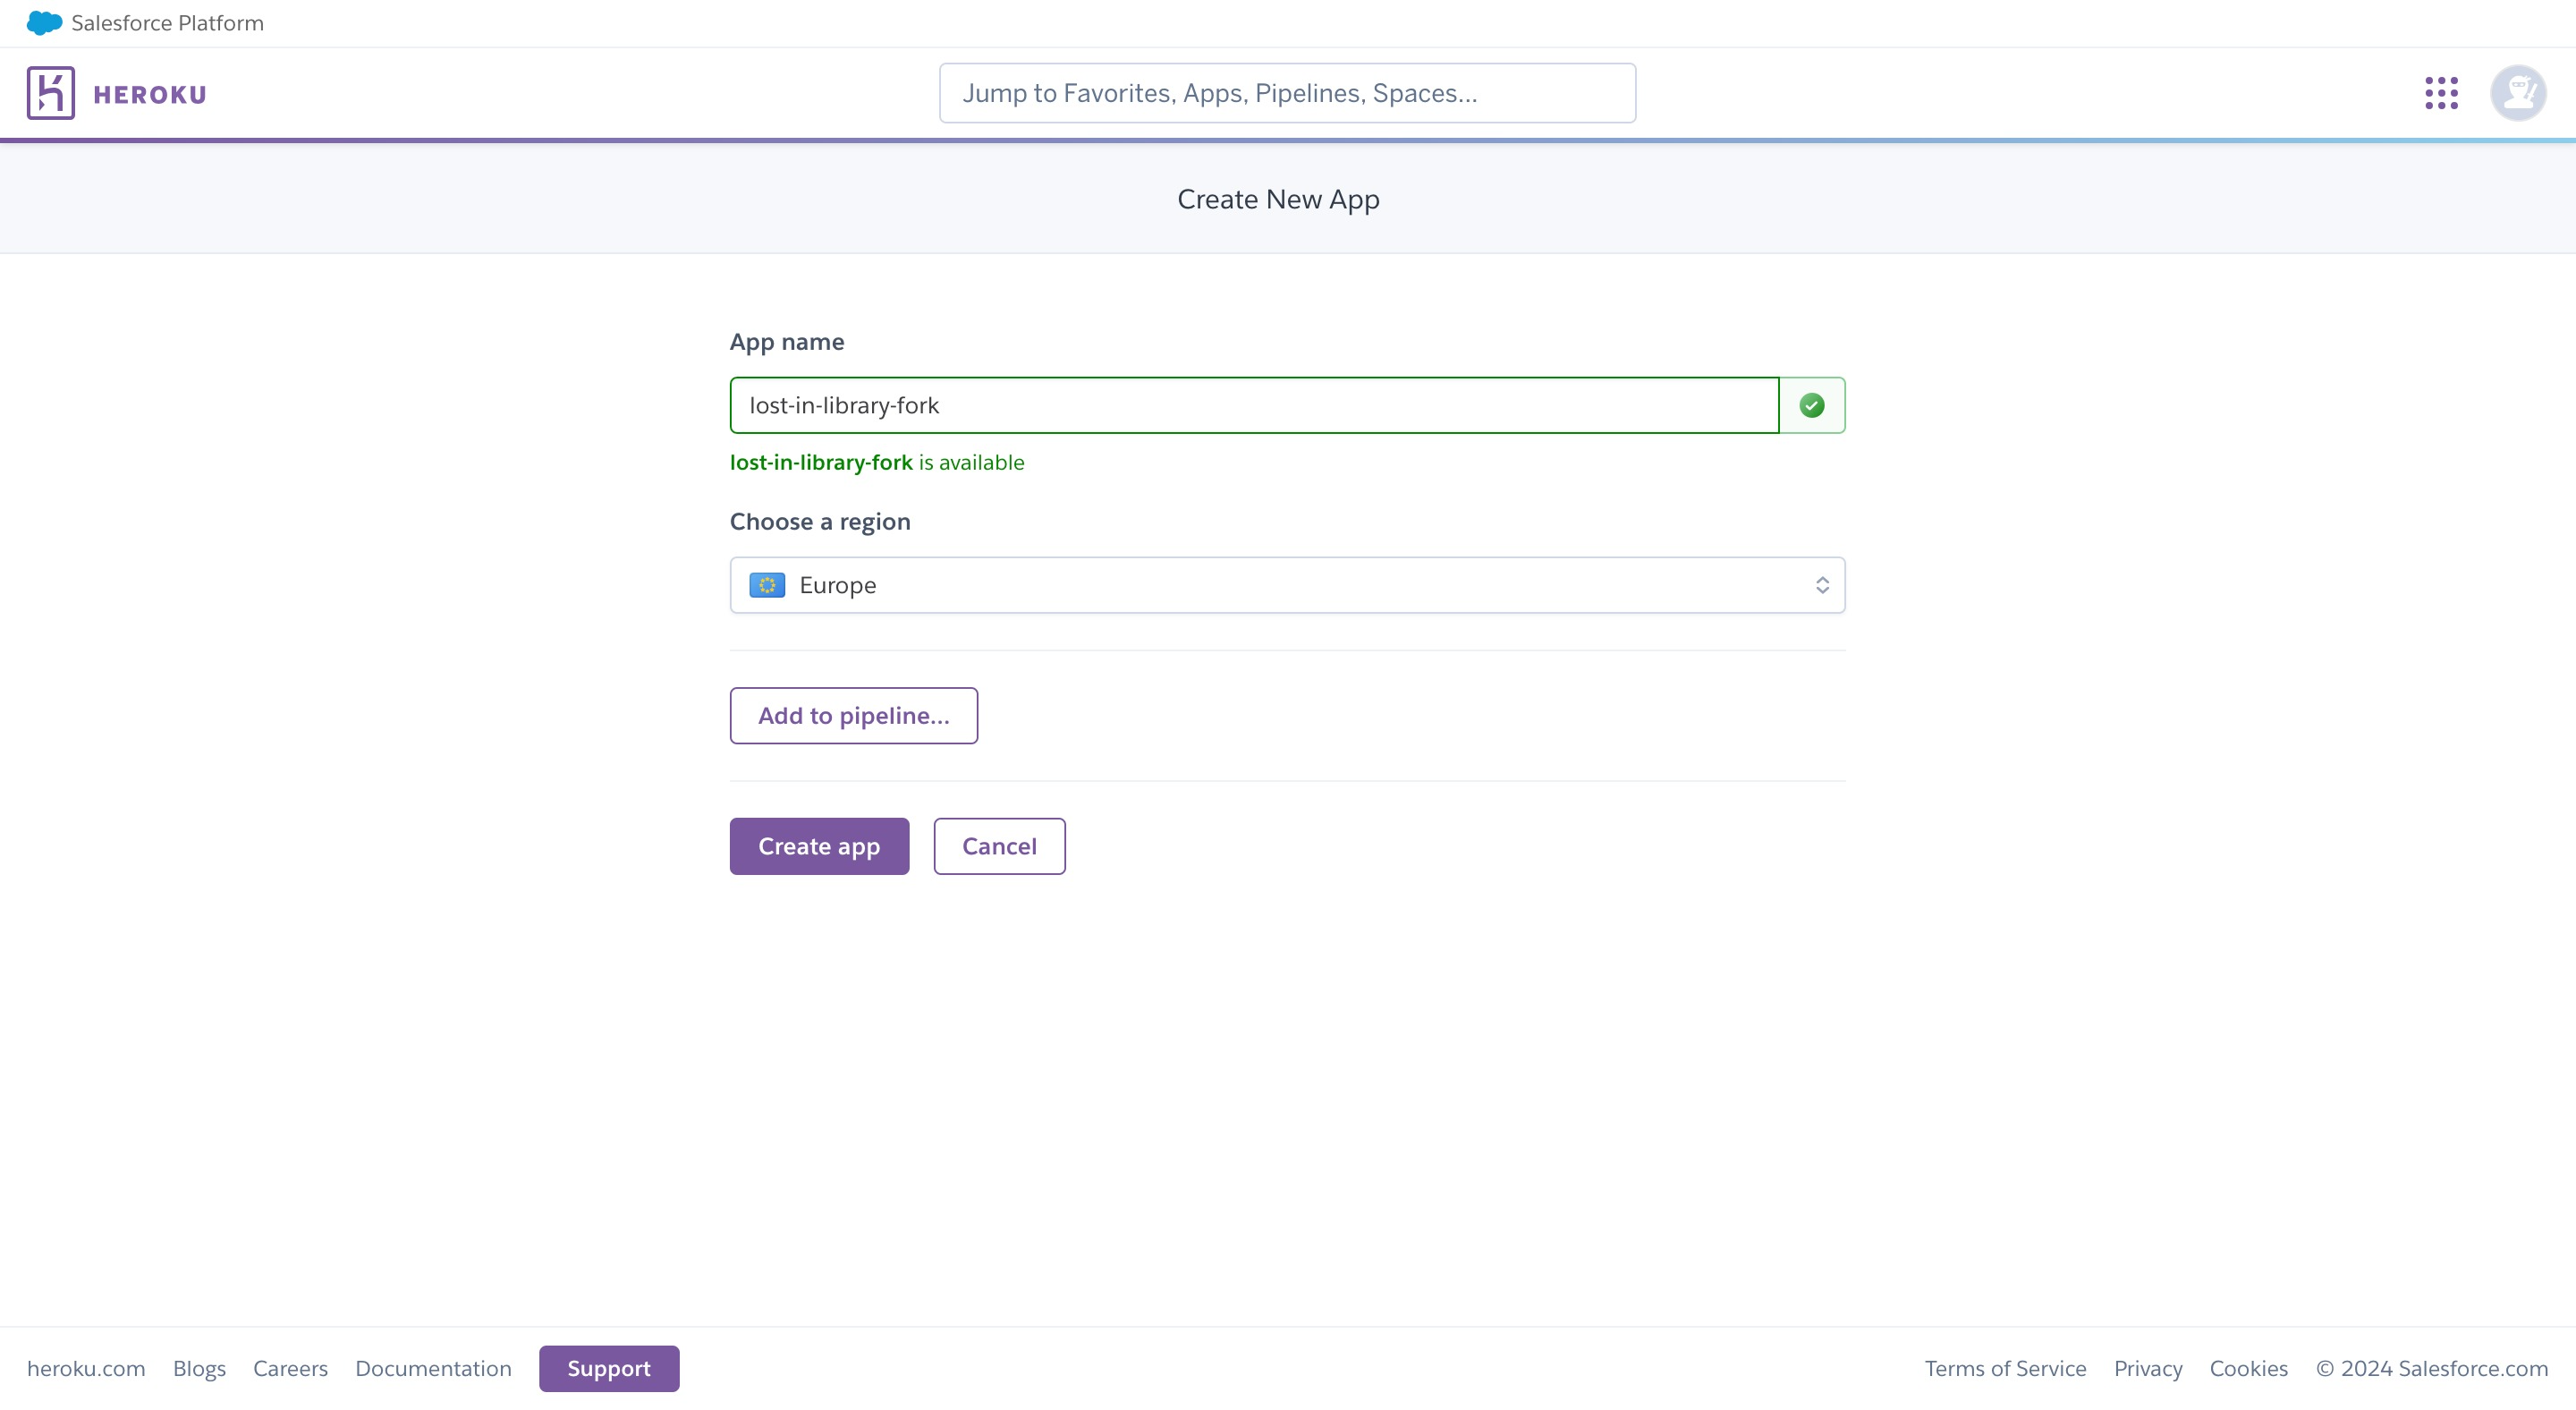 Salesforce Platform
HEROKU
Jump to Favorites, Apps, Pipelines, Spaces...
Create New App
App name
lost-in-library-fork
lost-in-library-fork is available
Choose a region
Europe
Add to pipeline...
Create app Cancel
heroku.com Blogs Careers Documentation Support Terms of Service Privacy Cookies © 2024 Salesforce.com